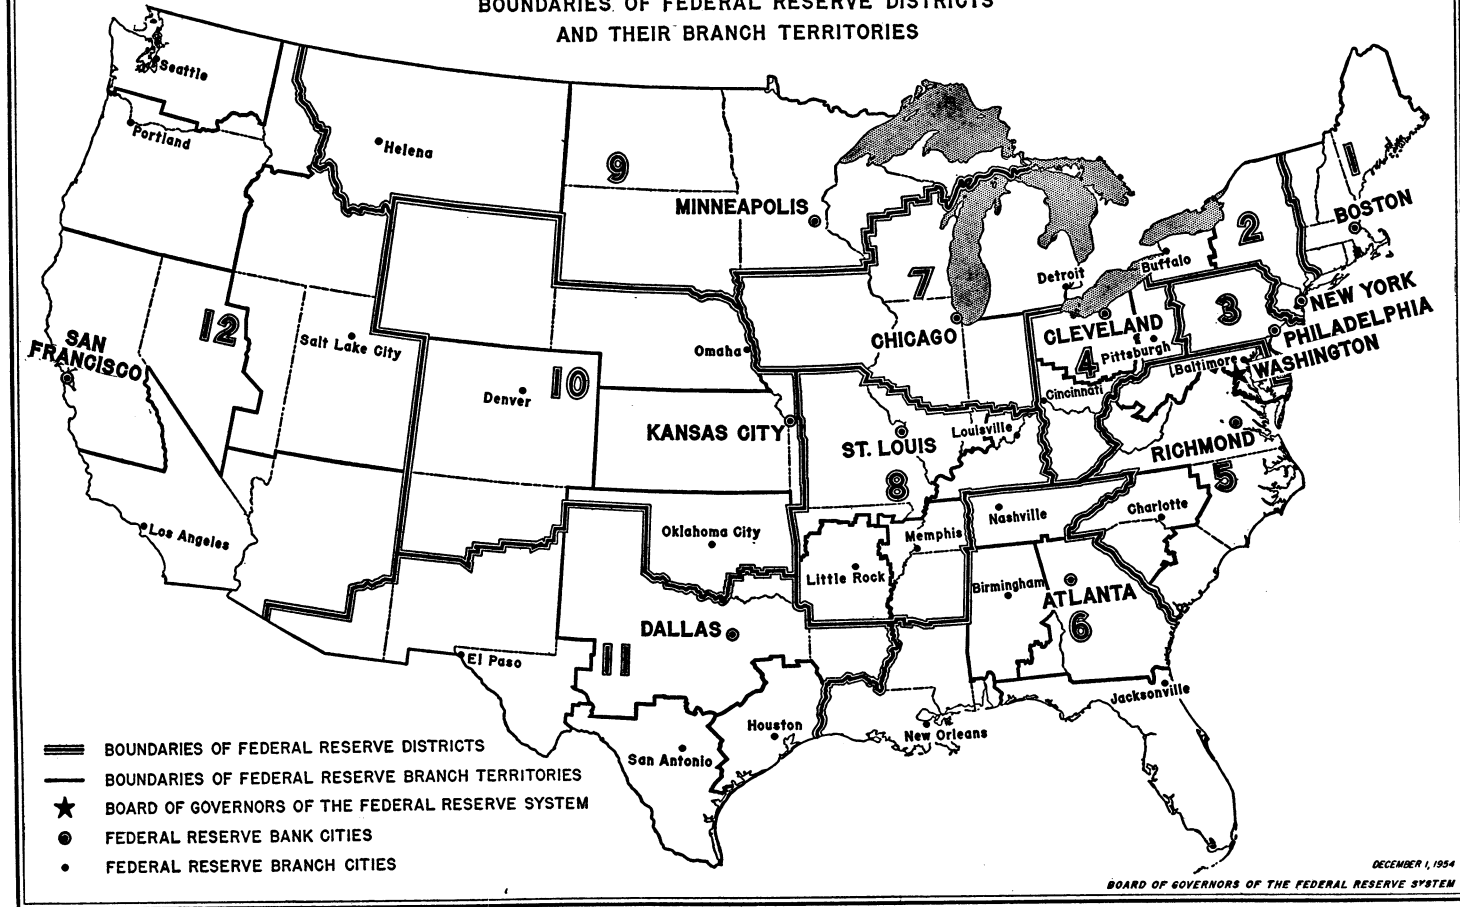 BOUNDARIES OF FEDERAL RESERVE DISTRICTS
AND THEIR BRANCH TERRITORIES
Seattle
Portland
Helena
9
MINNEAPOLIS
1
BOSTON
2
Buffalo
Detroit
7
3
NEW YORK
PHILADELPHIA
WASHINGTON
CLEVELAND
4
Pittsburgh
Baltimore
Cincinnati
CHICAGO
Omaha
12
SAN
FRANCISCO
Salt Lake City
Denver
10
KANSAS CITY
ST. LOUIS
8
Louisville
RICHMOND
5
Los Angeles
Oklahoma City
Nashville
Charlotte
Memphis
Little Rock
Birmingham
ATLANTA
6
DALLAS
11
El Paso
Houston
San Antonio
New Orleans
Jacksonville
BOUNDARIES OF FEDERAL RESERVE DISTRICTS
BOUNDARIES OF FEDERAL RESERVE BRANCH TERRITORIES
BOARD OF GOVERNORS OF THE FEDERAL RESERVE SYSTEM
FEDERAL RESERVE BANK CITIES
FEDERAL RESERVE BRANCH CITIES
DECEMBER 1, 1954
BOARD OF GOVERNORS OF THE FEDERAL RESERVE SYSTEM